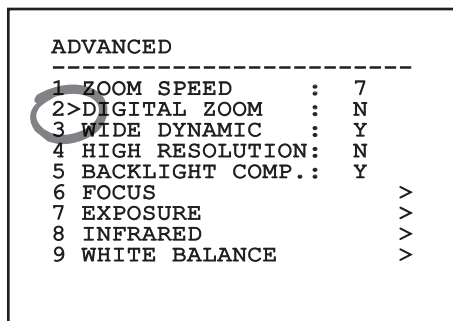 ADVANCED
--------------------------
1 ZOOM SPEED : 7
2>DIGITAL ZOOM : N
3 WIDE DYNAMIC : Y
4 HIGH RESOLUTION: N
5 BACKLIGHT COMP.: Y
6 FOCUS >
7 EXPOSURE >
8 INFRARED >
9 WHITE BALANCE >